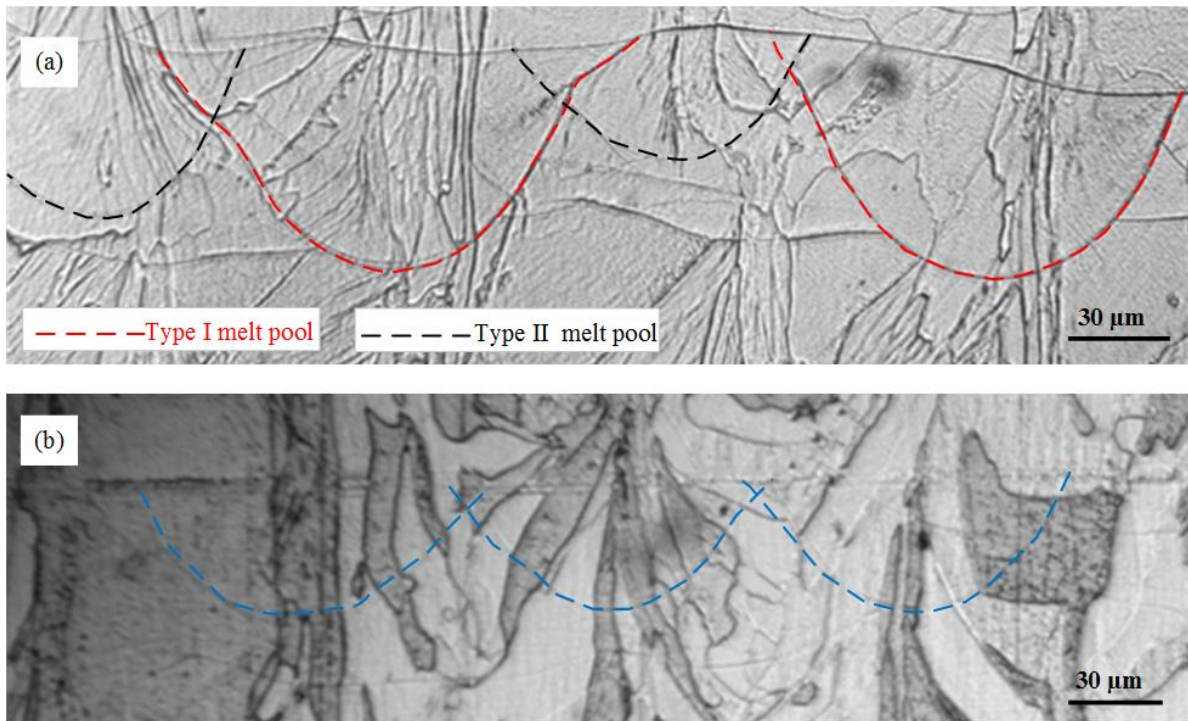 (a)
Type I melt pool
Type II melt pool
30 μm
(b)
30 μm